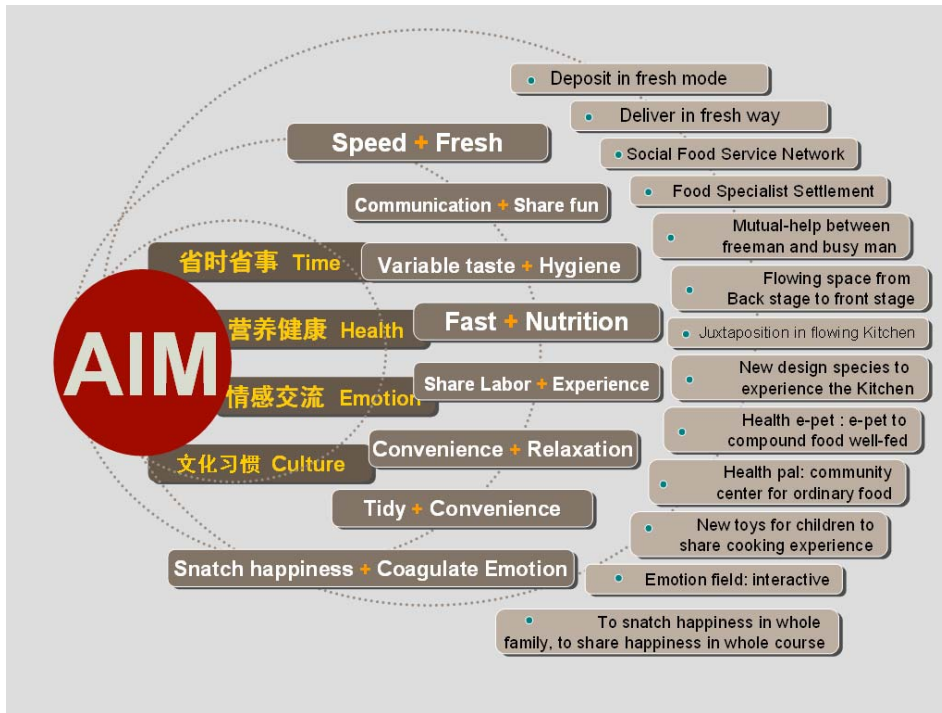 AIM
省时省事 Time
营养健康 Health
情感交流 Emotion
文化习惯 Culture
Speed + Fresh
Communication + Share fun
Variable taste + Hygiene
Fast + Nutrition
Share Labor + Experience
Convenience + Relaxation
Tidy + Convenience
Snatch happiness + Coagulate Emotion
Deposit in fresh mode
Deliver in fresh way
Social Food Service Network
Food Specialist Settlement
Mutual-help between
freeman and busy man
Flowing space from
Back stage to front stage
Juxtaposition in flowing Kitchen
New design species to
experience the Kitchen
Health e-pet : e-pet to
compound food well-fed
Health pal: community
center for ordinary food
New toys for children to
share cooking experience
Emotion field: interactive
To snatch happiness in whole
family, to share happiness in whole course